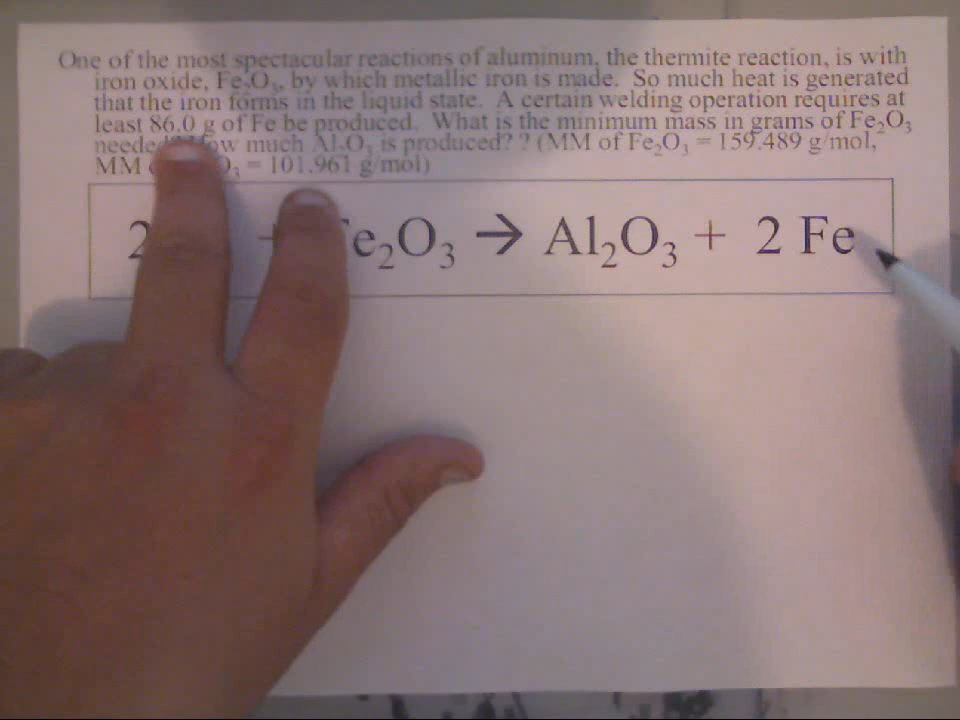 One of the most spectacular reactions of aluminum, the thermite reaction, is with
iron oxide, Fe₂O₃, by which metallic iron is made. So much heat is generated
that the iron forms in the liquid state. A certain welding operation requires at
least 86.0 g of Fe be produced. What is the minimum mass in grams of Fe₂O₃
much Al₂O₃ is produced? ? (MM of Fe₂O₃ = 159.489 g/mol,
MM = 101.961 g/mol)
2 + e₂O₃ → Al₂O₃ + 2 Fe